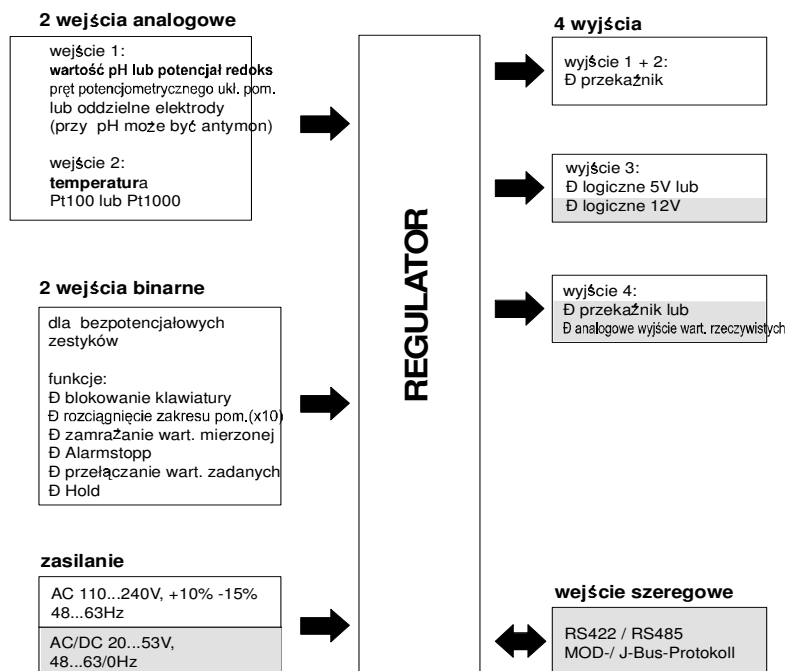 2 wejścia analogowe
wejście 1:
wartość pH lub potencjał redoks
pręt potencjometrycznego ukł. pom.
lub oddzielne elektrody
(przy pH może być antymon)
wejście 2:
temperatura
Pt100 lub Pt1000
2 wejścia binarne
dla bezpotencjałowych
zestyków
funkcje:
Đ blokowanie klawiatury
Đ rozciągnięcie zakresu pom.(x10)
Đ zamrażanie wart. mierzonej
Đ Alarmstopp
Đ przełączanie wart. zadanych
Đ Hold
zasilanie
AC 110...240V, +10% -15%
48...63Hz
AC/DC 20...53V,
48...63/0Hz
REGULATOR
4 wyjścia
wyjście 1 + 2:
Đ przekaźnik
wyjście 3:
Đ logiczne 5V lub
Đ logiczne 12V
wyjście 4:
Đ przekaźnik lub
Đ analogowe wyjście wart. rzeczywistych
wejście szeregowe
RS422 / RS485
MOD-/ J-Bus-Protokoll